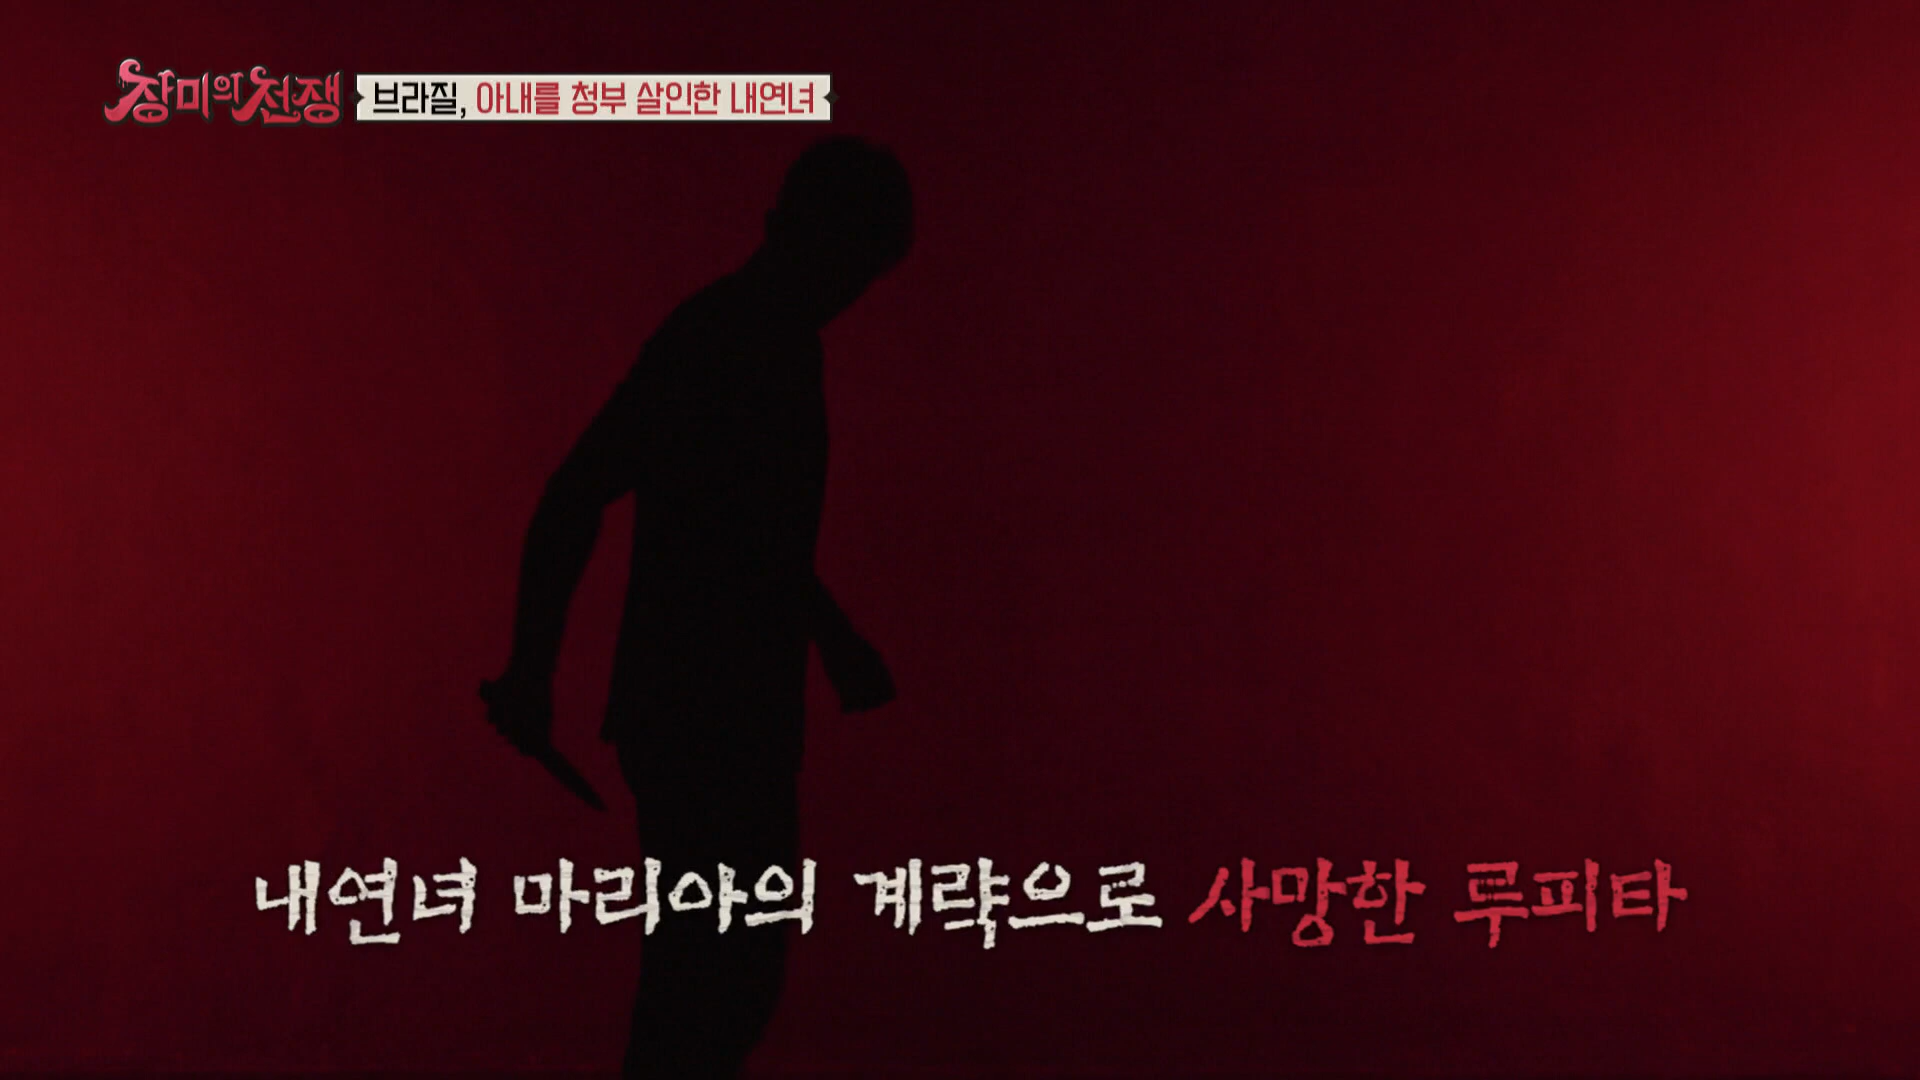 장미의 전쟁
브라질, 아내를 청부 살인한 내연녀
내연녀 마리아의 계략으로 사망한 루피타